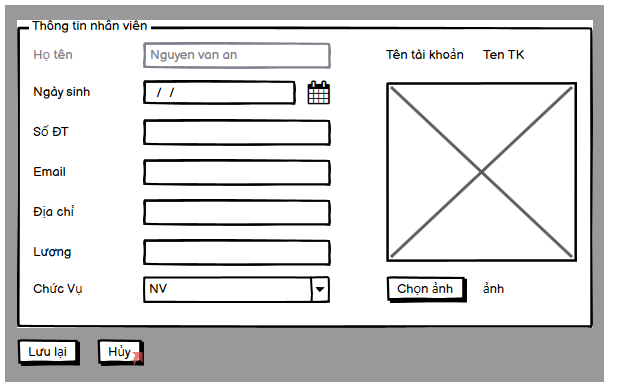 Thông tin nhân viên
Họ tên Nguyen van an
Tên tài khoản Ten TK
Ngày sinh / /
Số ĐT
Email
Địa chỉ
Lương
Chức Vụ NV
Chọn ảnh ảnh
Lưu lại Hủy